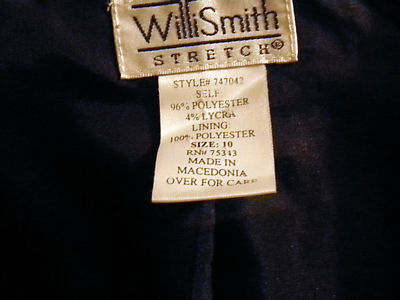 WilliSmith
STRETCH®
STYLE# 747042
SELF:
96% POLYESTER
4% LYCRA
LINING:
100% POLYESTER
SIZE: 10
RN# 75343
MADE IN
MACEDONIA
OVER FOR CARE